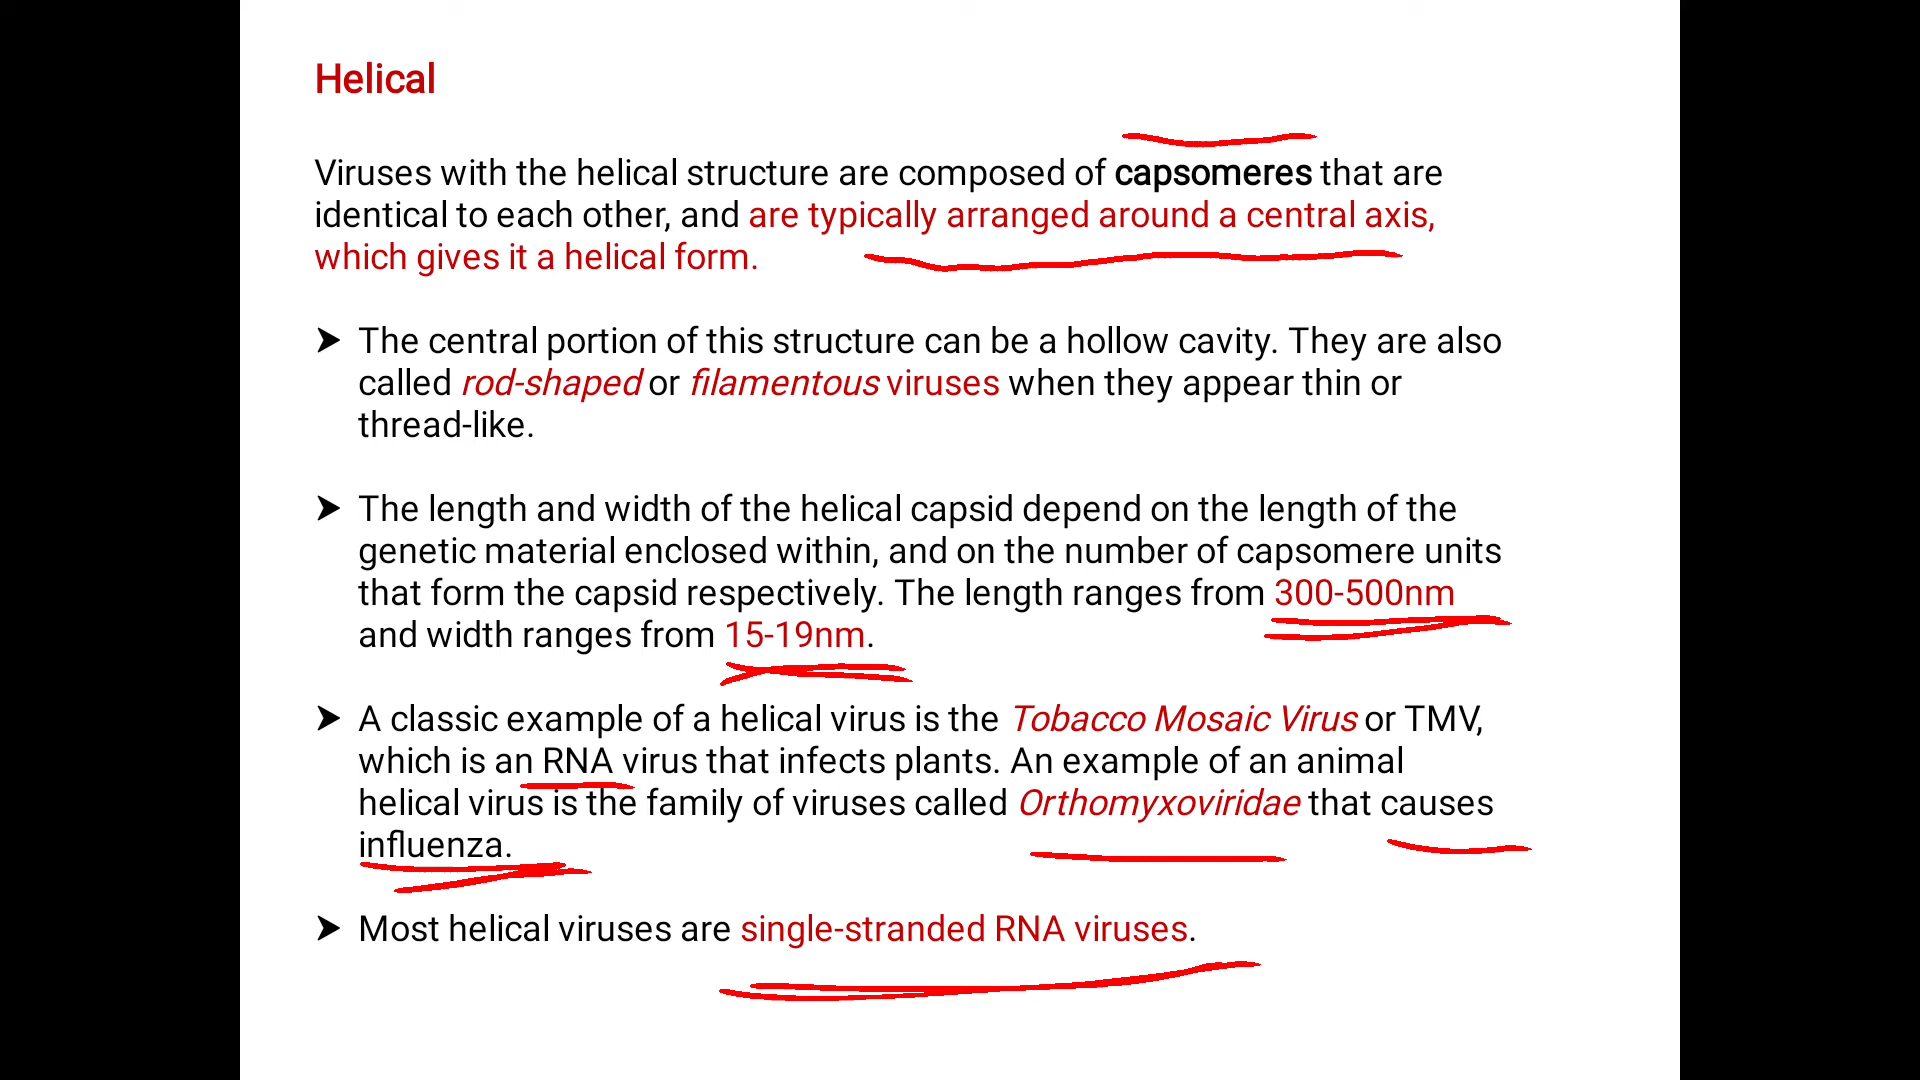 Helical
Viruses with the helical structure are composed of capsomeres that are
identical to each other, and are typically arranged around a central axis,
which gives it a helical form.
➤ The central portion of this structure can be a hollow cavity. They are also
called rod-shaped or filamentous viruses when they appear thin or
thread-like.
➤ The length and width of the helical capsid depend on the length of the
genetic material enclosed within, and on the number of capsomere units
that form the capsid respectively. The length ranges from 300-500nm
and width ranges from 15-19nm.
➤ A classic example of a helical virus is the Tobacco Mosaic Virus or TMV,
which is an RNA virus that infects plants. An example of an animal
helical virus is the family of viruses called Orthomyxoviridae that causes
influenza.
➤ Most helical viruses are single-stranded RNA viruses.